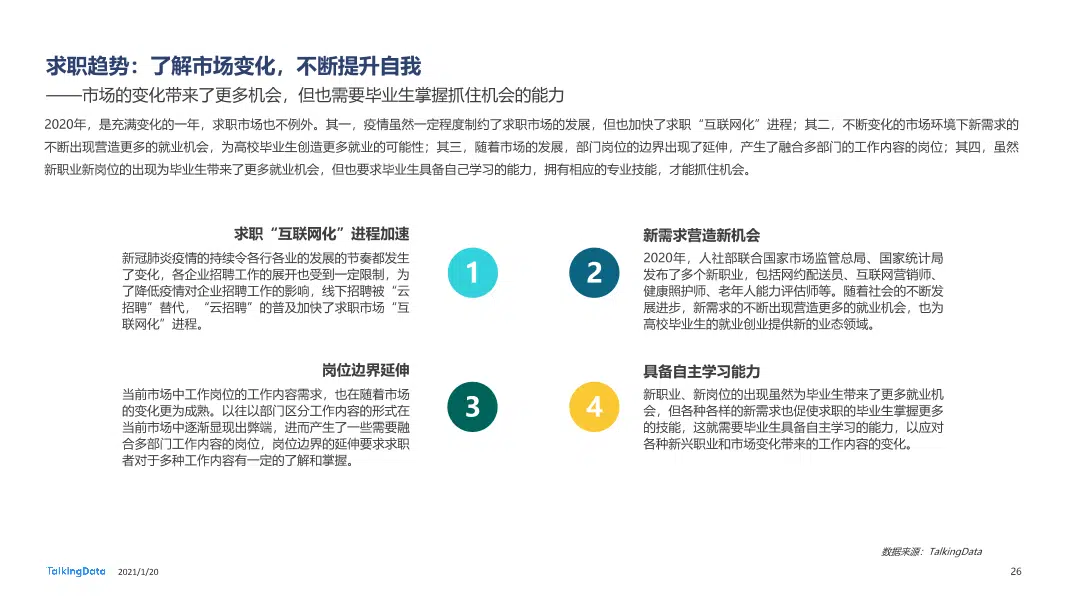 求职趋势：了解市场变化，不断提升自我
——市场的变化带来了更多机会，但也需要毕业生掌握抓住机会的能力
2020年，是充满变化的一年，求职市场也不例外。其一，疫情虽然一定程度制约了求职市场的发展，但也加快了求职“互联网化”进程；其二，不断变化的市场环境下新需求的
不断出现营造更多的就业机会，为高校毕业生创造更多就业的可能性；其三，随着市场的发展，部门岗位的边界出现了延伸，产生了融合多部门的工作内容的岗位；其四，虽然
新职业新岗位的出现为毕业生带来了更多就业机会，但也要求毕业生具备自己学习的能力，拥有相应的专业技能，才能抓住机会。
求职“互联网化”进程加速
新冠肺炎疫情的持续令各行各业的发展的节奏都发生
了变化，各企业招聘工作的展开也受到一定限制，为
了降低疫情对企业招聘工作的影响，线下招聘被“云
招聘”替代，“云招聘”的普及加快了求职市场“互
联网化”进程。
1
2
新需求营造新机会
2020年，人社部联合国家市场监管总局、国家统计局
发布了多个新职业，包括网约配送员、互联网营销师、
健康照护师、老年人能力评估师等。随着社会的不断发
展进步，新需求的不断出现营造更多的就业机会，也为
高校毕业生的就业创业提供新的业态领域。
岗位边界延伸
当前市场中工作岗位的工作内容需求，也在随着市场
的变化更为成熟。以往以部门区分工作内容的形式在
当前市场中逐渐显现出弊端，进而产生了一些需要融
合多部门工作内容的岗位，岗位边界的延伸要求求职
者对于多种工作内容有一定的了解和掌握。
3
4
具备自主学习能力
新职业、新岗位的出现虽然为毕业生带来了更多就业机
会，但各种各样的新需求也促使求职的毕业生掌握更多
的技能，这就需要毕业生具备自主学习的能力，以应对
各种新兴职业和市场变化带来的工作内容的变化。
数据来源：TalkingData
TalkingData
2021/1/20
26